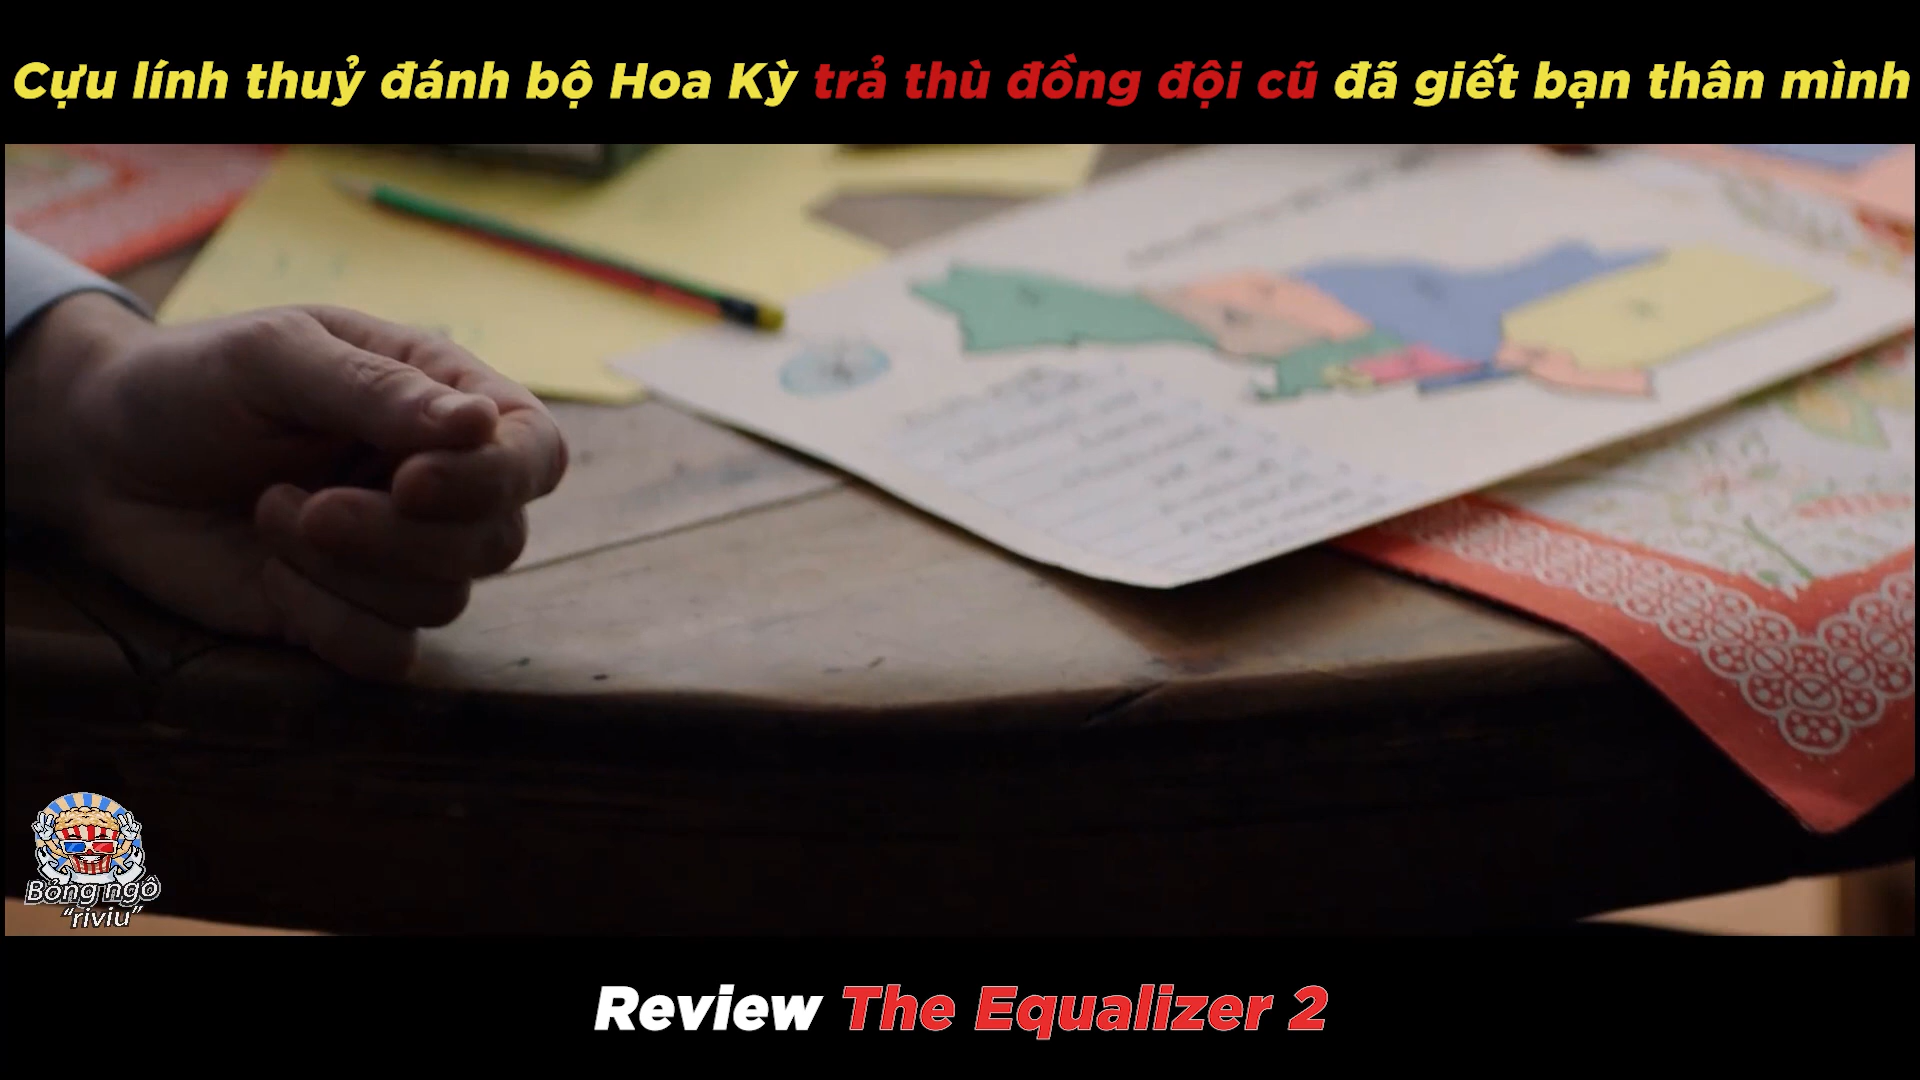 Cựu lính thuỷ đánh bộ Hoa Kỳ trả thù đồng đội cũ đã giết bạn thân mình
Bỏng ngô
“riviu”
Review The Equalizer 2